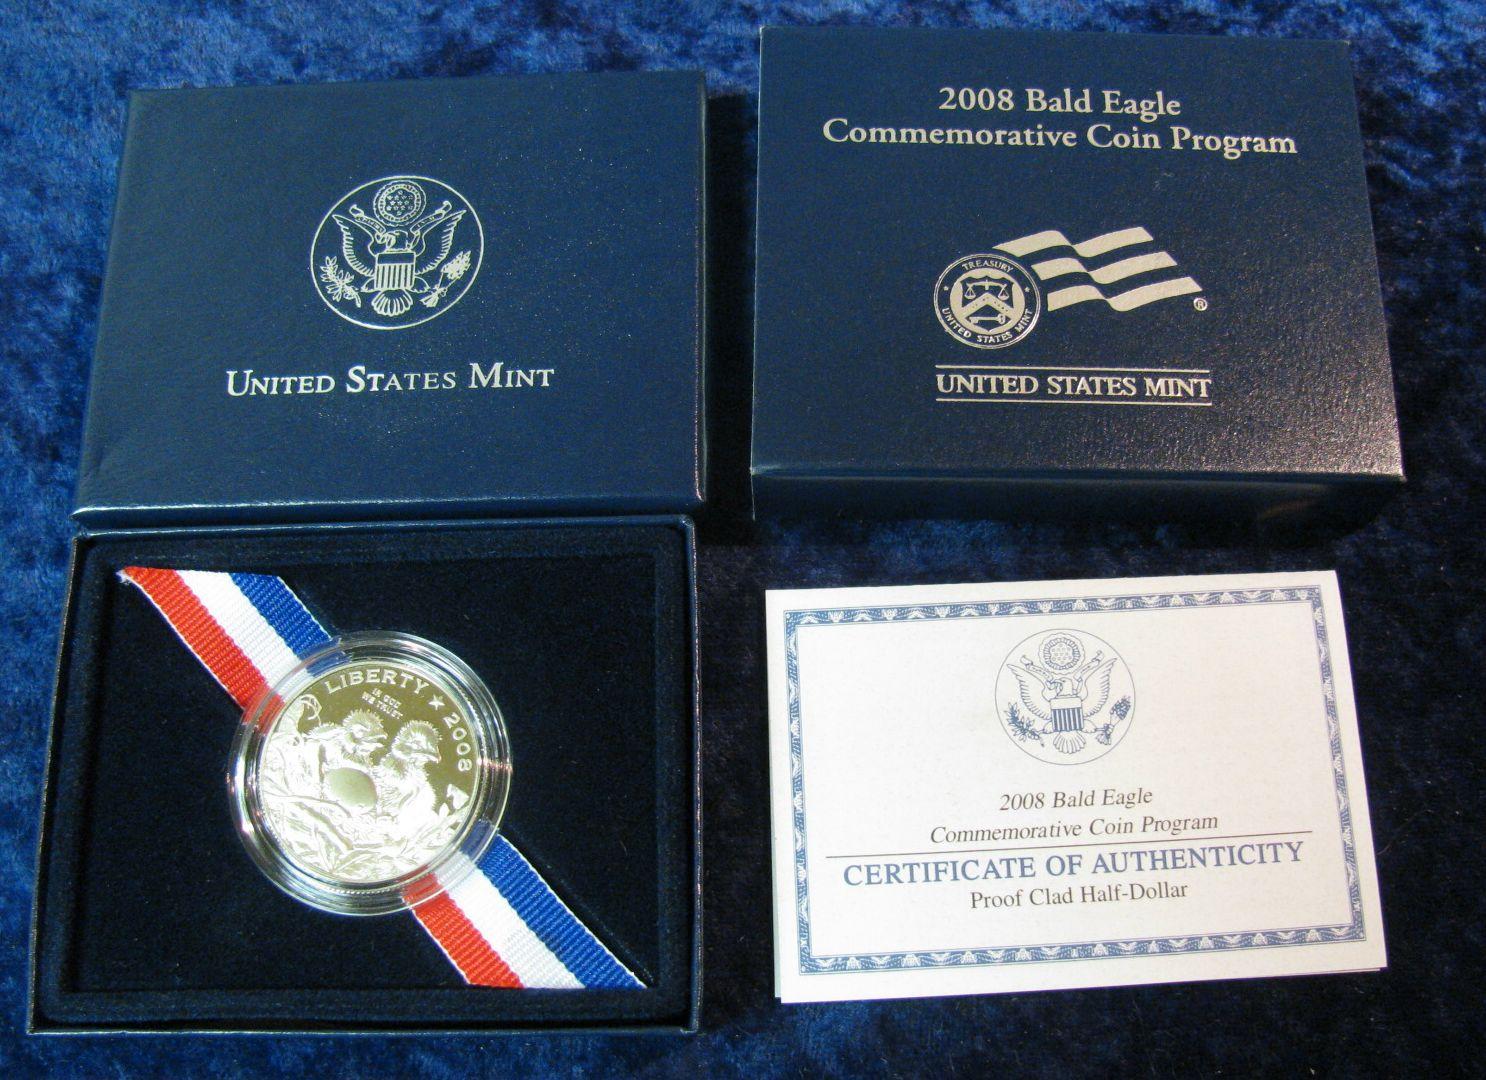 UNITED STATES MINT
2008 Bald Eagle
Commemorative Coin Program
TREASURY
UNITED STATES MINT
®
UNITED STATES MINT
LIBERTY
IN GOD
WE TRUST
2008
2008 Bald Eagle
Commemorative Coin Program
CERTIFICATE OF AUTHENTICITY
Proof Clad Half-Dollar